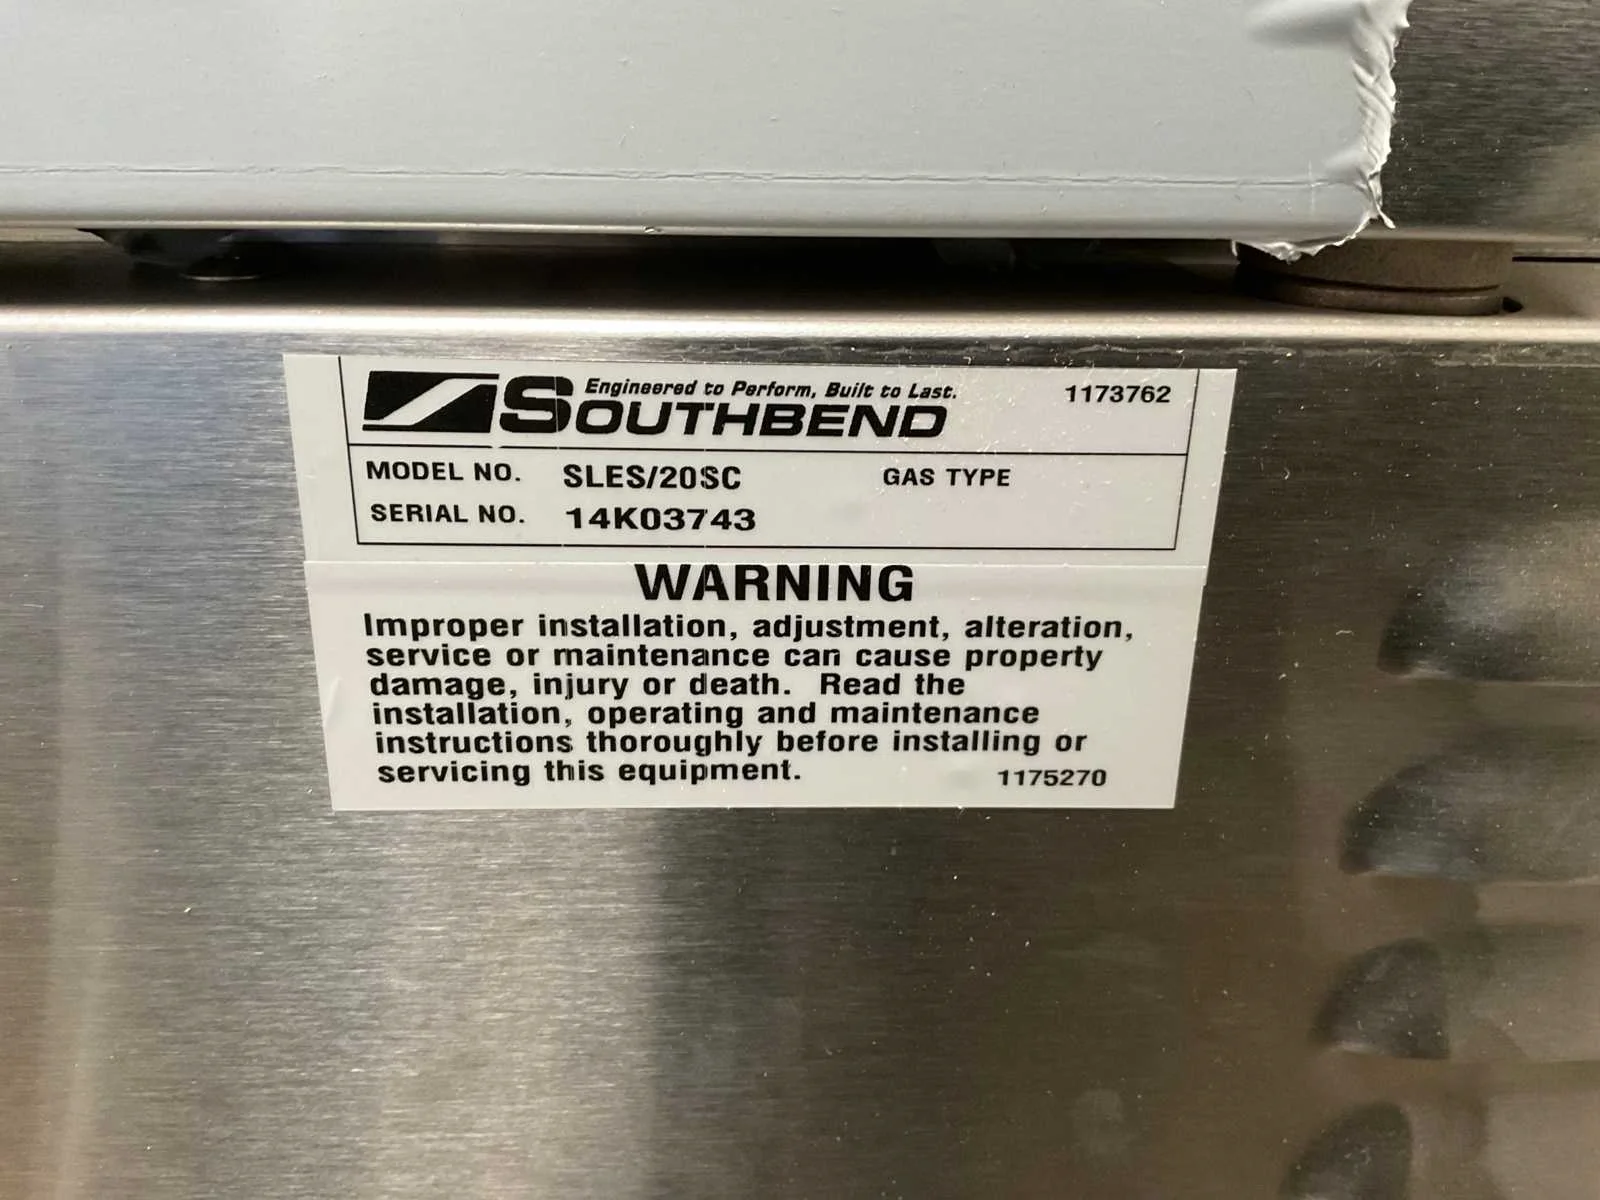 Engineered to Perform, Built to Last.
SOUTHBEND
1173762
MODEL NO. SLES/20SC GAS TYPE
SERIAL NO. 14K03743
WARNING
Improper installation, adjustment, alteration,
service or maintenance can cause property
damage, injury or death. Read the
installation, operating and maintenance
instructions thoroughly before installing or
servicing this equipment. 1175270